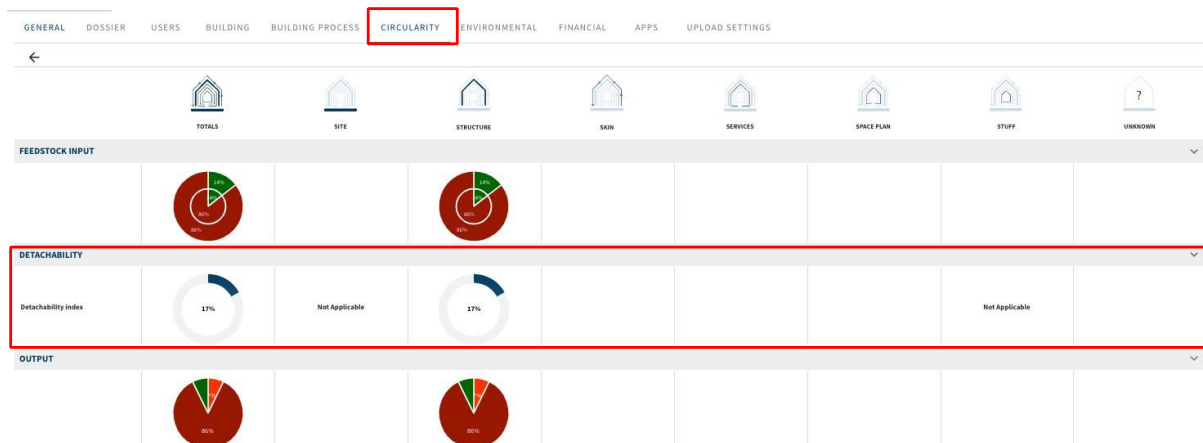 GENERAL DOSSIER USERS BUILDING BUILDING PROCESS CIRCULARITY ENVIRONMENTAL FINANCIAL APPS UPLOAD SETTINGS
?
TOTALS SITE STRUCTURE SKIN SERVICES SPACE PLAN STUFF UNKNOWN
FEEDSTOCK INPUT
14% 14%
86% 86%
86% 86%
DETACHABILITY
Detachability index 17% Not Applicable 17% Not Applicable
OUTPUT
86% 86%